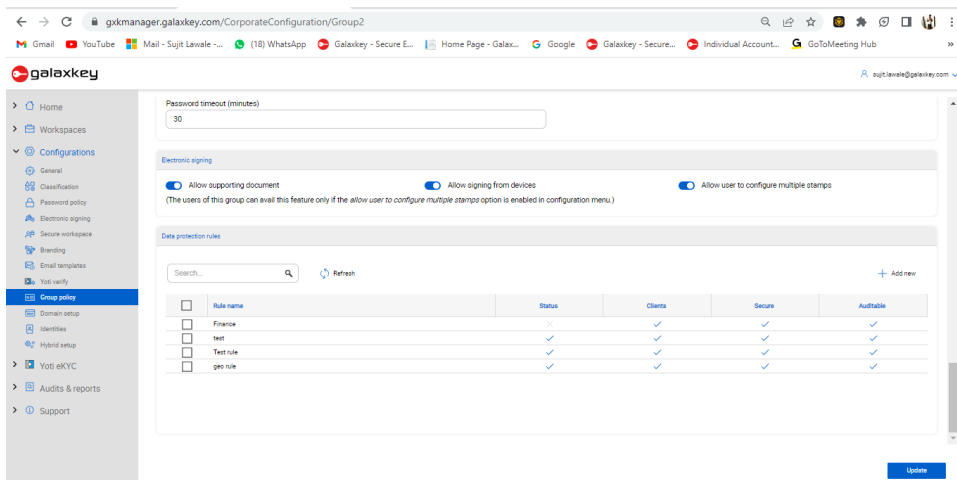 gxkmanager.galaxkey.com/CorporateConfiguration/Group2
Gmail YouTube Mail - Sujit Lawale -... (18) WhatsApp Galaxkey - Secure E... Home Page - Galax... Google Galaxkey - Secure... Individual Account... GoToMeeting Hub »
galaxkey
sujit.lawale@galaxkey.com
Home
Workspaces
Configurations
General
Classification
Password policy
Electronic signing
Secure workspace
Branding
Email templates
Yoti verify
Group policy
Domain setup
Identities
Hybrid setup
Yoti eKYC
Audits & reports
Support
Password timeout (minutes)
30
Electronic signing
Allow supporting document Allow signing from devices Allow user to configure multiple stamps
(The users of this group can avail this feature only if the allow user to configure multiple stamps option is enabled in configuration menu.)
Data protection rules
Search... Refresh Add new
Rule name Status Clients Secure Auditable
Finance
test
Test rule
geo rule
Update